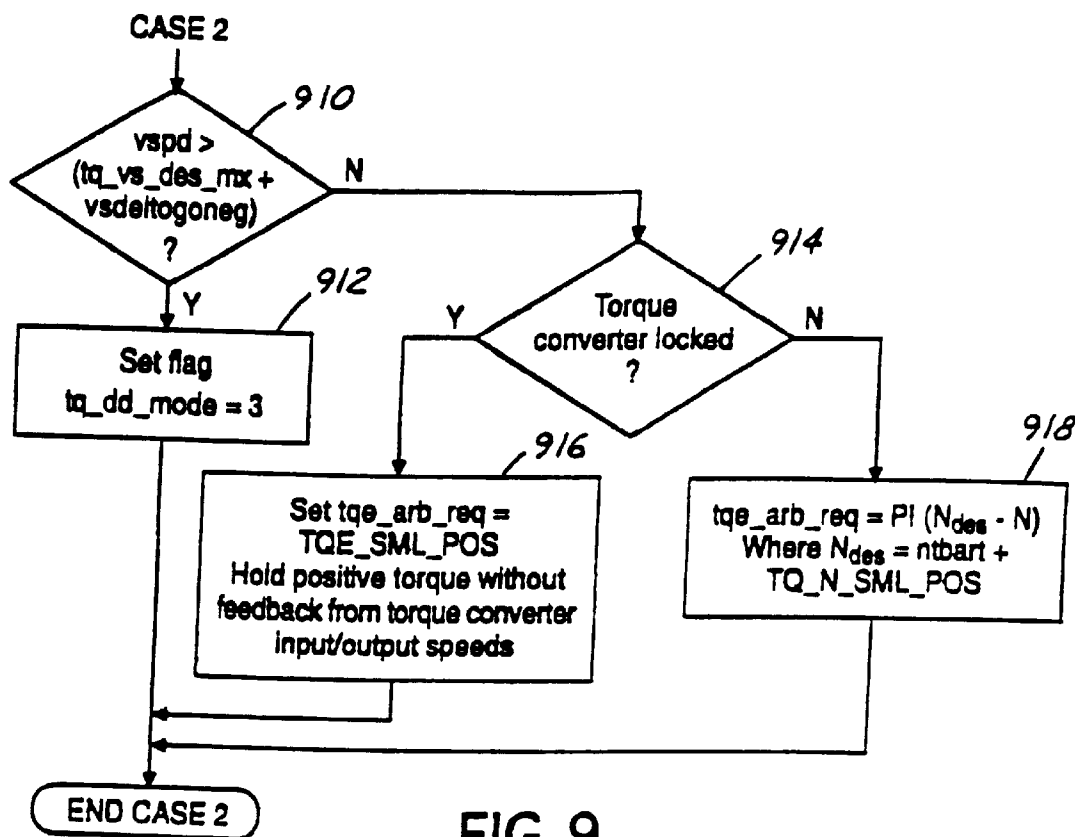 CASE 2
910
vspd >
(tq_vs_des_mx +
vsdeltogoneg)
?
N
Y
912
Set flag
tq_dd_mode = 3
914
Torque
converter locked
?
Y
N
916
Set tqe_arb_req =
TQE_SML_POS
Hold positive torque without
feedback from torque converter
input/output speeds
918
tqe_arb_req = PI (Ndes - N)
Where Ndes = ntbart +
TQ_N_SML_POS
END CASE 2
FIG. 9